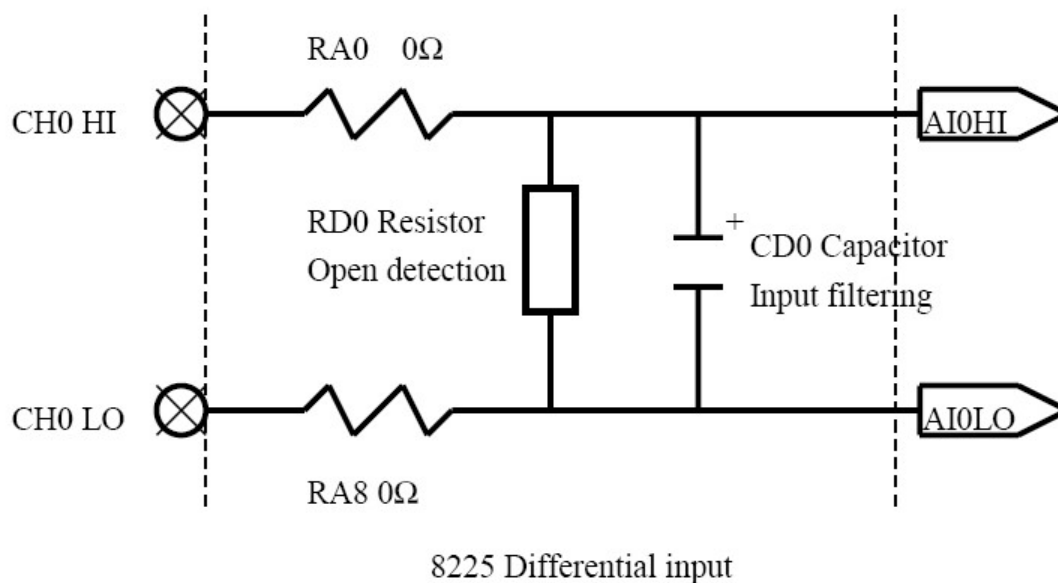 RA0 0Ω
CH0 HI
AI0HI
RD0 Resistor
Open detection
+
CD0 Capacitor
Input filtering
CH0 LO
AI0LO
RA8 0Ω
8225 Differential input